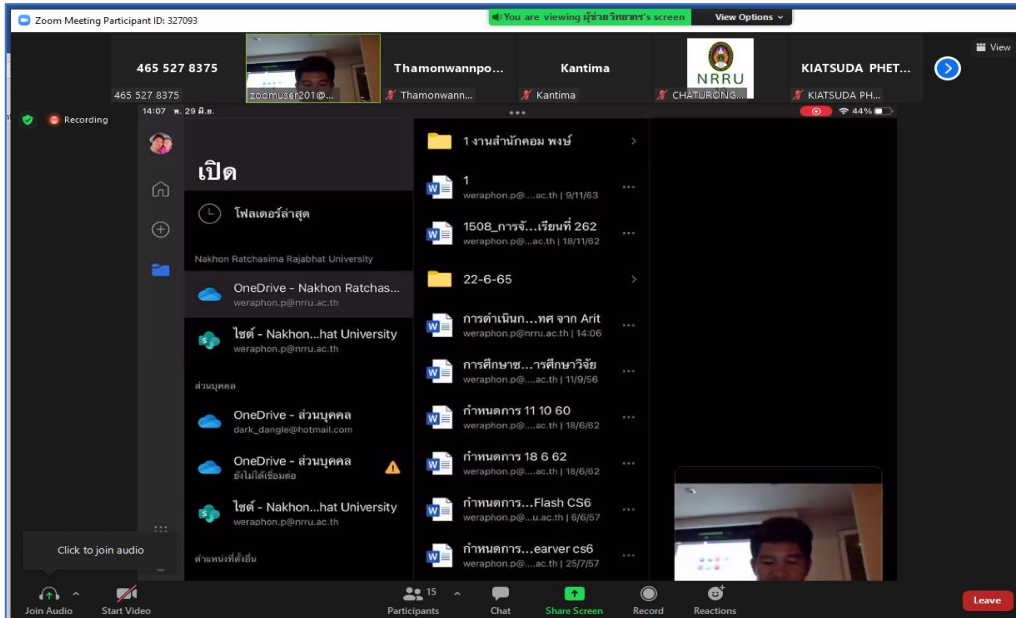 Zoom Meeting Participant ID: 327093
You are viewing ผู้ช่วยวิทยากร's screen
View Options
View
465 527 8375
Thamonwannpo...
Kantima
NRRU
KIATSUDA PHET...
465 527 8375
zoomuser201@...
Thamonwann...
Kantima
CHATURONG...
KIATSUDA PH...
Recording
14:07 พ. 29 มิ.ย.
44%
เปิด
โฟลเดอร์ล่าสุด
Nakhon Ratchasima Rajabhat University
OneDrive - Nakhon Ratchas...
weraphon.p@nrru.ac.th
ไซต์ - Nakhon...hat University
weraphon.p@nrru.ac.th
ส่วนบุคคล
OneDrive - ส่วนบุคคล
dark_dangle@hotmail.com
OneDrive - ส่วนบุคคล
ยังไม่ได้เชื่อมต่อ
ไซต์ - Nakhon...hat University
weraphon.p@nrru.ac.th
ตำแหน่งที่ตั้งอื่น
1 งานสำนักคอม พงษ์
1
weraphon.p@....ac.th | 9/11/63
1508_การจั...เรียนที่ 262
weraphon.p@...ac.th | 18/11/62
22-6-65
การดำเนินก...ทศ จาก Arit
weraphon.p@nrru.ac.th | 14:06
การศึกษาซ...ารศึกษาวิจัย
weraphon.p@....ac.th | 11/9/56
กำหนดการ 11 10 60
weraphon.p@....ac.th | 18/6/62
กำหนดการ 18 6 62
weraphon.p@....ac.th | 18/6/62
กำหนดการ...Flash CS6
weraphon.p@...u.ac.th | 6/6/57
กำหนดการ...earver cs6
weraphon.p@....ac.th | 25/7/57
Click to join audio
Join Audio
Start Video
15
Participants
Chat
Share Screen
Record
Reactions
Leave